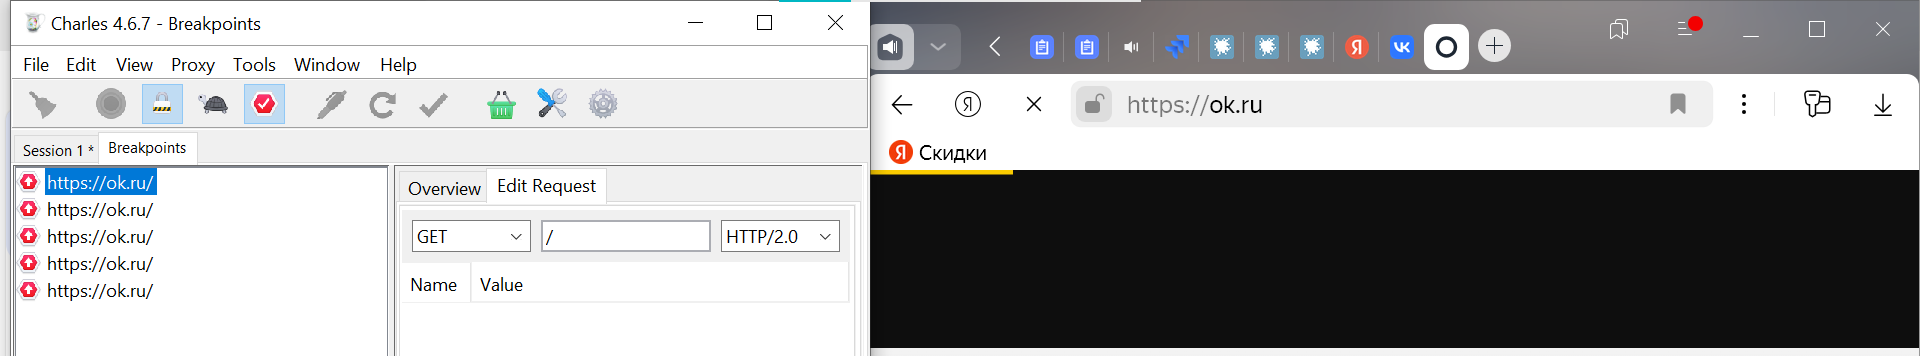 Charles 4.6.7 - Breakpoints
File Edit View Proxy Tools Window Help
Session 1 * Breakpoints
https://ok.ru/
https://ok.ru/
https://ok.ru/
https://ok.ru/
https://ok.ru/
Overview Edit Request
GET / HTTP/2.0
Name Value
Я VK
Я https://ok.ru
Я Скидки